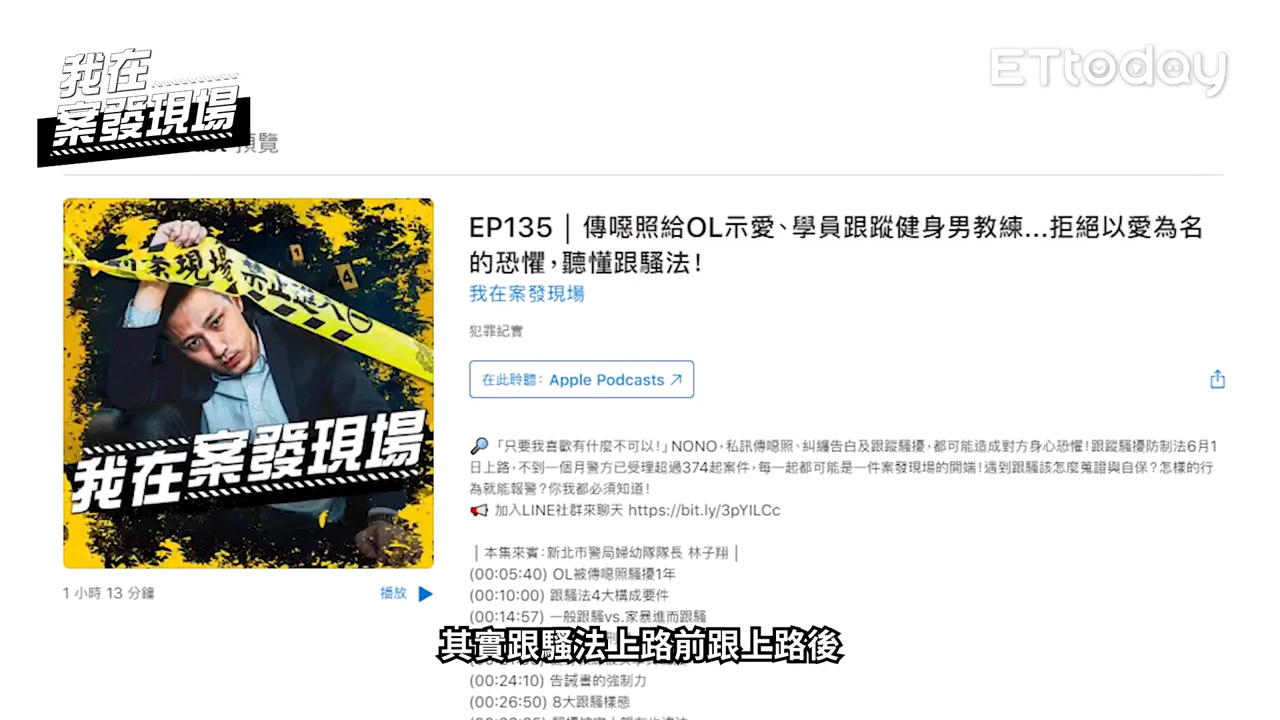 我在
案發現場
ETtoday
預覽
案現場
1
4
我在案發現場
1 小時 13 分鐘
播放
EP135｜傳噁照給OL示愛、學員跟蹤健身男教練...拒絕以愛為名
的恐懼，聽懂跟騷法！
我在案發現場
犯罪紀實
在此聆聽：Apple Podcasts ↗
🔎「只要我喜歡有什麼不可以！」NONO，私訊傳噁照、糾纏告白及跟蹤騷擾，都可能造成對方身心恐懼！跟蹤騷擾防制法6月1
日上路，不到一個月警方已受理超過374起案件，每一起都可能是一件案發現場的開端！遇到跟騷該怎麼蒐證與自保？怎樣的行
為就能報警？你我都必須知道！
📢 加入LINE社群來聊天 https://bit.ly/3pYILCc
｜本集來賓：新北市警局婦幼隊隊長 林子翔｜
(00:05:40) OL被傳噁照騷擾1年
(00:10:00) 跟騷法4大構成要件
(00:14:57) 一般跟騷vs.家暴進而跟騷
其實跟騷法上路前跟上路後
(00:24:10) 告誡書的強制力
(00:26:50) 8大跟騷樣態